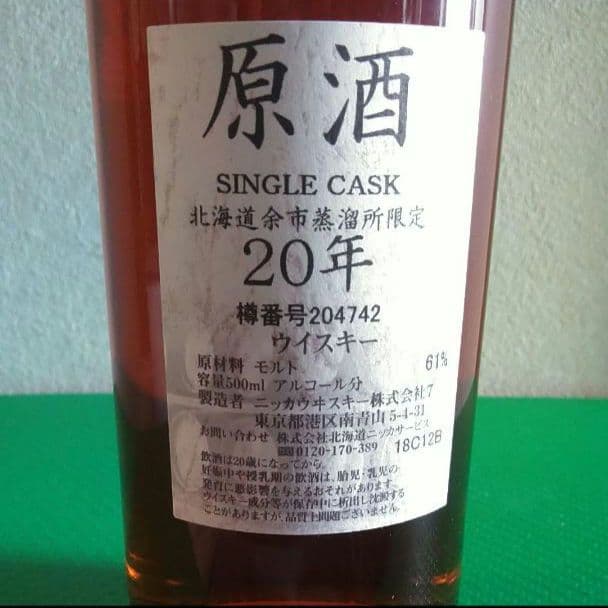 原酒
SINGLE CASK
北海道余市蒸溜所限定
20年
樽番号204742
ウイスキー
原材料 モルト
容量500ml アルコール分 61%
製造者 ニッカウヰスキー株式会社7
東京都港区南青山5-4-31
お問い合わせ 株式会社北海道ニッカサービス
0120-170-389 18C12B
飲酒は20歳になってから。
妊娠中や授乳期の飲酒は、胎児・乳児の
発育に悪影響を与えるおそれがあります。
ウイスキー成分等が保存中に析出し沈澱する
ことがありますが、品質上問題ございません。